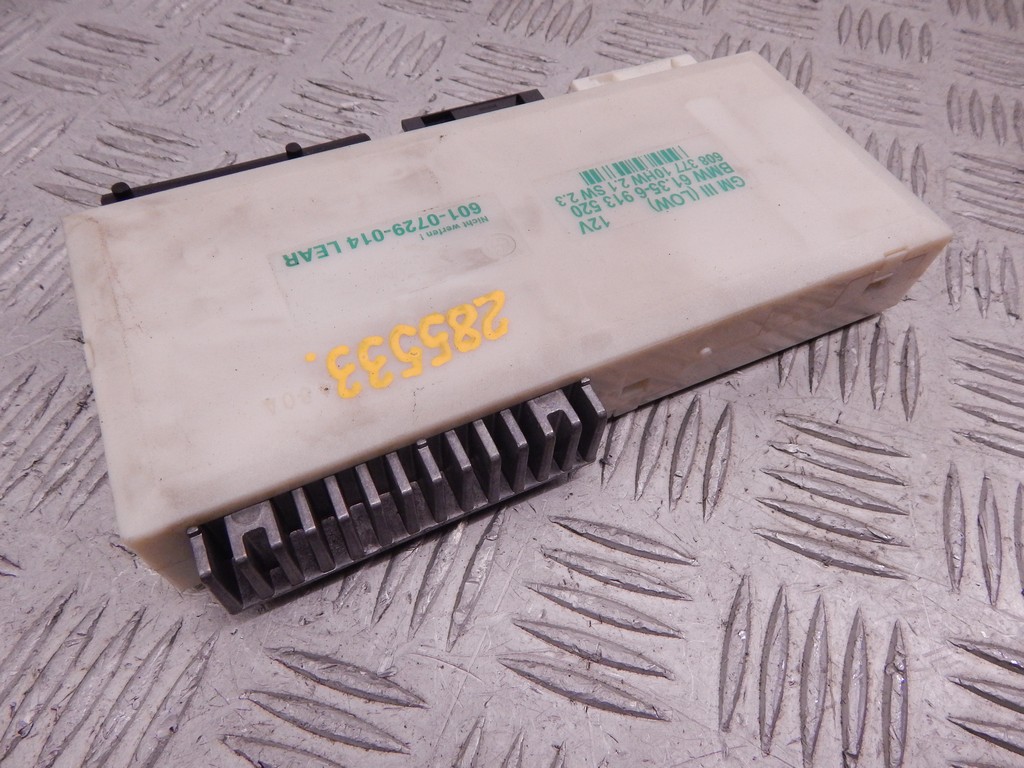 GM III (LOW)
12V
BMW 61.35-6 913 520
608 377 10HW 2.1 SW 2.3
Nicht werfen !
601-0729-014 LEAR
285533.